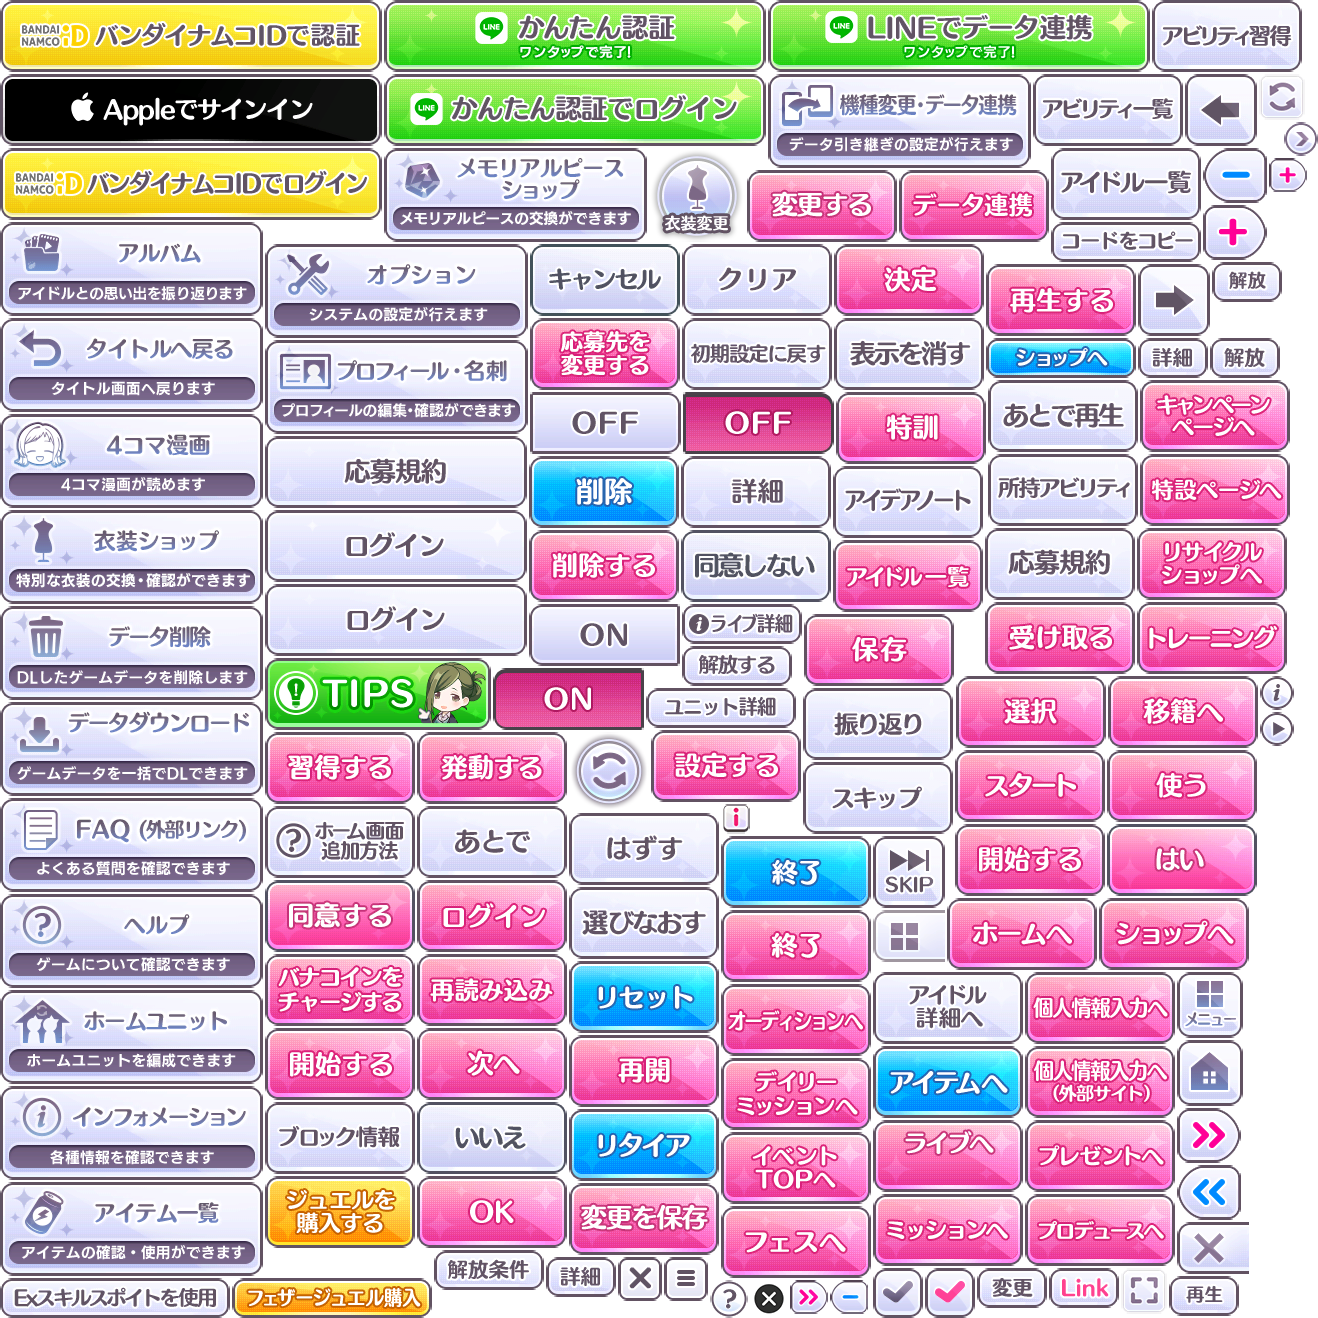 BANDAI NAMCO iD バンダイナムコIDで認証
LINE かんたん認証
ワンタップで完了!
LINE LINEでデータ連携
ワンタップで完了!
アビリティ習得
Appleでサインイン
LINE かんたん認証でログイン
機種変更・データ連携
データ引き継ぎの設定が行えます
アビリティ一覧
BANDAI NAMCO iD バンダイナムコIDでログイン
メモリアルピース
ショップ
メモリアルピースの交換ができます
衣装変更
変更する
データ連携
アイドル一覧
コードをコピー
アルバム
アイドルとの思い出を振り返ります
オプション
システムの設定が行えます
キャンセル
クリア
決定
再生する
解放
タイトルへ戻る
タイトル画面へ戻ります
プロフィール・名刺
プロフィールの編集・確認ができます
応募先を
変更する
初期設定に戻す
表示を消す
ショップへ
詳細
解放
4コマ漫画
4コマ漫画が読めます
応募規約
OFF
OFF
特訓
あとで再生
キャンペーン
ページへ
削除
詳細
アイデアノート
所持アビリティ
特設ページへ
衣装ショップ
特別な衣装の交換・確認ができます
ログイン
削除する
同意しない
アイドル一覧
応募規約
リサイクル
ショップへ
データ削除
DLしたゲームデータを削除します
ログイン
ON
ライブ詳細
解放する
保存
受け取る
トレーニング
TIPS
ON
ユニット詳細
振り返り
選択
移籍へ
データダウンロード
ゲームデータを一括でDLできます
習得する
発動する
設定する
スキップ
スタート
使う
FAQ (外部リンク)
よくある質問を確認できます
ホーム画面
追加方法
あとで
はずす
終了
SKIP
開始する
はい
ヘルプ
ゲームについて確認できます
同意する
ログイン
選びなおす
終了
ホームへ
ショップへ
バナコインを
チャージする
再読み込み
リセット
オーディションへ
アイドル
詳細へ
個人情報入力へ
メニュー
ホームユニット
ホームユニットを編成できます
開始する
次へ
再開
デイリー
ミッションへ
アイテムへ
個人情報入力へ
(外部サイト)
インフォメーション
各種情報を確認できます
ブロック情報
いいえ
リタイア
イベント
TOPへ
ライブへ
プレゼントへ
アイテム一覧
アイテムの確認・使用ができます
ジュエルを
購入する
OK
変更を保存
フェスへ
ミッションへ
プロデュースへ
Exスキルスポイトを使用
フェザージュエル購入
解放条件
詳細
変更
Link
再生